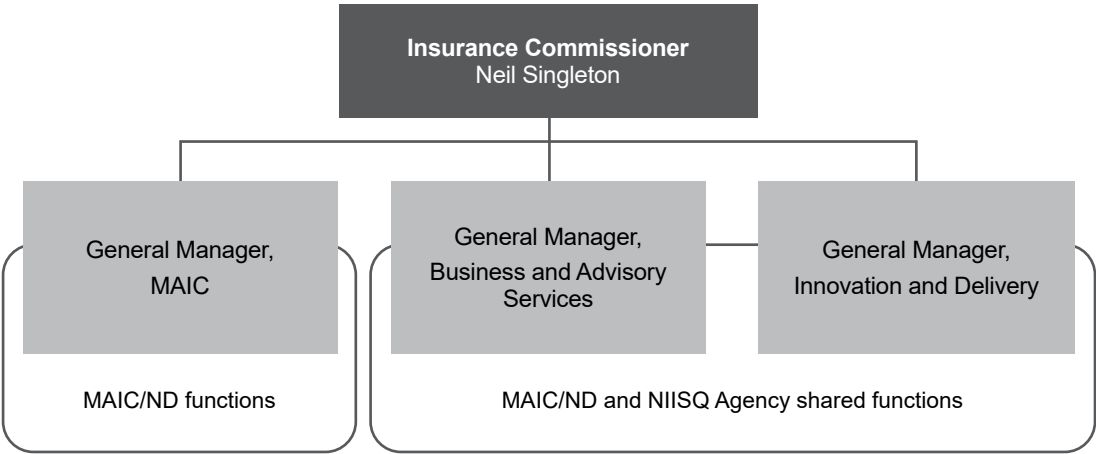 Insurance Commissioner
Neil Singleton
General Manager,
MAIC
General Manager,
Business and Advisory
Services
General Manager,
Innovation and Delivery
MAIC/ND functions
MAIC/ND and NIISQ Agency shared functions